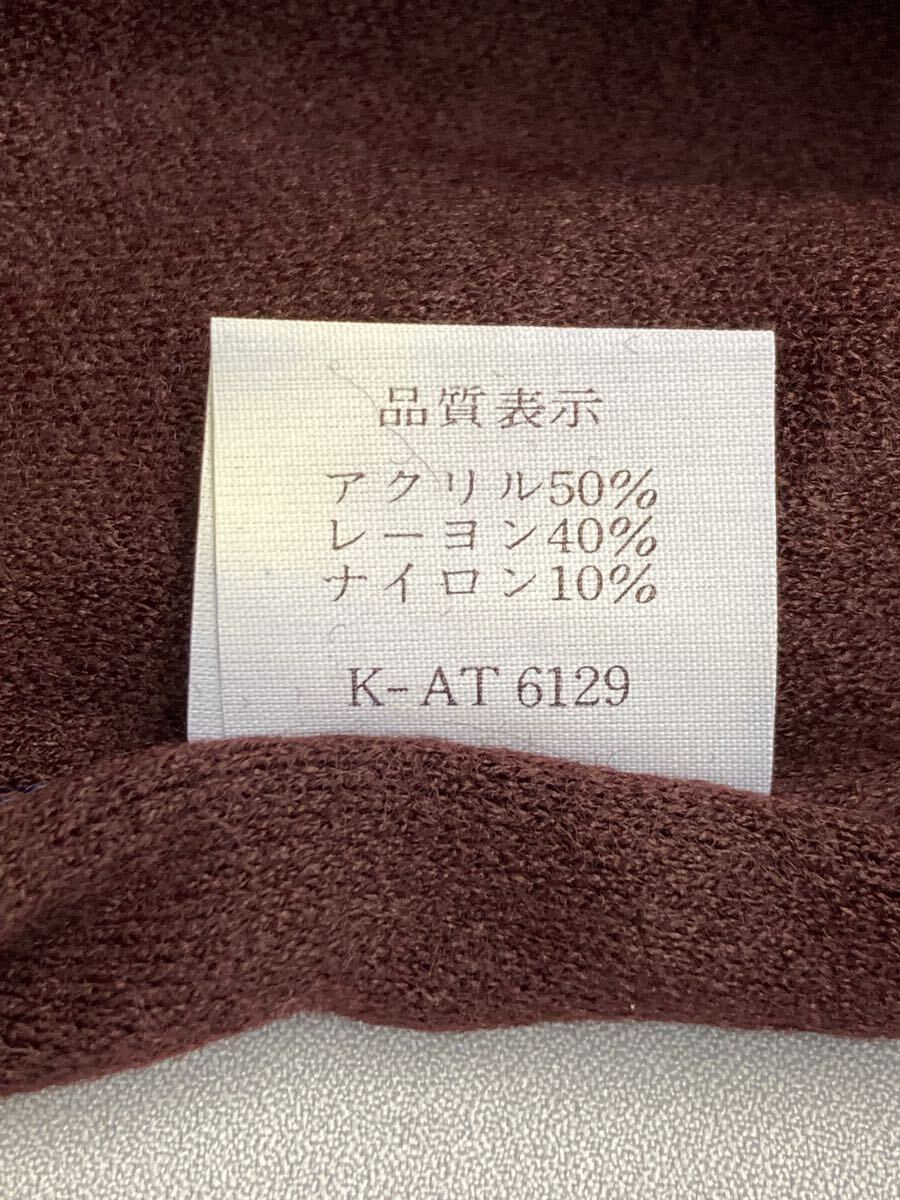 品質表示
アクリル50%
レーヨン40%
ナイロン10%
K-AT 6129